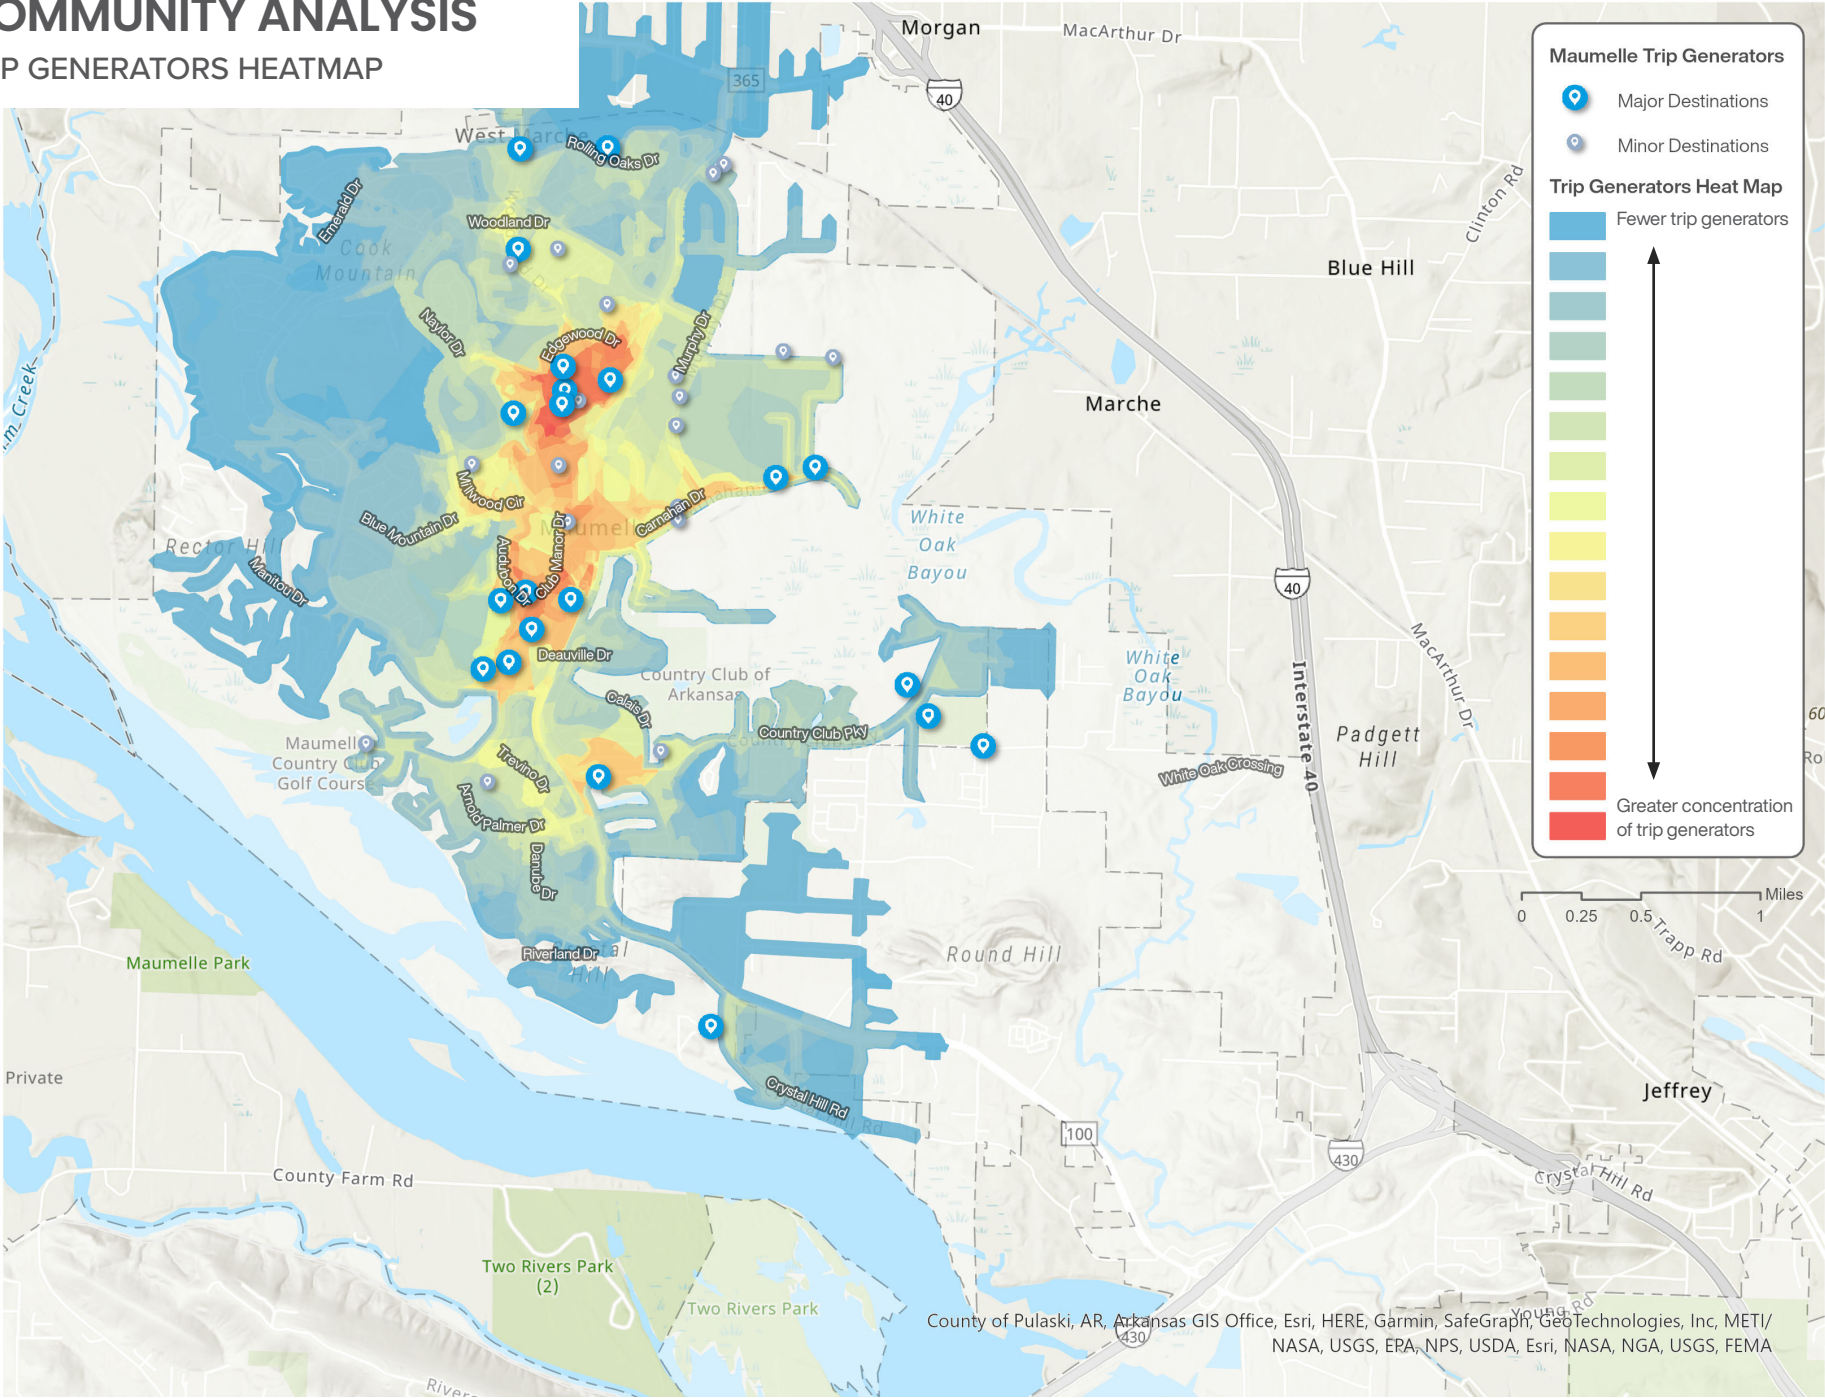 OMMUNITY ANALYSIS
P GENERATORS HEATMAP
Morgan
MacArthur Dr
365
40
West Marche
Rolling Oaks Dr
Emerald Dr
Woodland Dr
Cook
Mountain
Clinton Rd
Blue Hill
Naylor Dr
Edgewood Dr
Murphy Dr
Marche
Creek
Millwood Cir
Blue Mountain Dr
Carnahan Dr
Maumelle
Rector Hill
Manitou Dr
Audubon Dr
Club Manor Dr
White
Oak
Bayou
40
Deauville Dr
Country Club of
Arkansas
Calais Dr
White
Oak
Bayou
MacArthur Dr
Interstate 40
Country Club Pky
Padgett
Hill
60
Maumelle
Country Club
Golf Course
Trevino Dr
White Oak Crossing
Arnold Palmer Dr
Danube Dr
Riverland Dr
Round Hill
Maumelle Park
Trapp Rd
Private
Crystal Hill Rd
Jeffrey
100
430
County Farm Rd
Crystal Hill Rd
Two Rivers Park
(2)
Two Rivers Park
Young Rd
430
Maumelle Trip Generators
Major Destinations
Minor Destinations
Trip Generators Heat Map
Fewer trip generators
Greater concentration
of trip generators
Miles
0 0.25 0.5 1
County of Pulaski, AR, Arkansas GIS Office, Esri, HERE, Garmin, SafeGraph, GeoTechnologies, Inc, METI/
NASA, USGS, EPA, NPS, USDA, Esri, NASA, NGA, USGS, FEMA